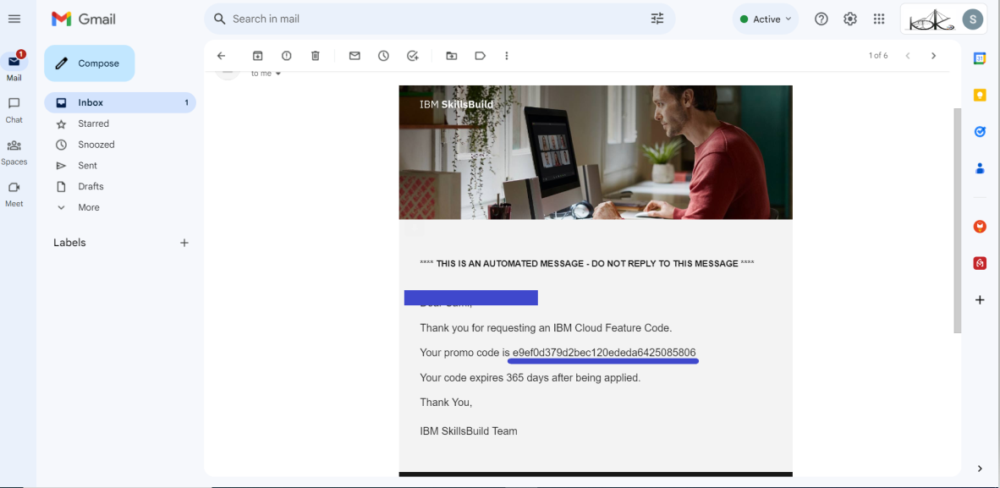 Gmail
Search in mail
Active
S
1
Mail
Compose
to me
1 of 6
31
Inbox 1
Starred
Chat
Snoozed
Spaces
Sent
Drafts
Meet
More
Labels
IBM SkillsBuild
**** THIS IS AN AUTOMATED MESSAGE - DO NOT REPLY TO THIS MESSAGE ****
Thank you for requesting an IBM Cloud Feature Code.
Your promo code is e9ef0d379d2bec120ededa6425085806
Your code expires 365 days after being applied.
Thank You,
IBM SkillsBuild Team